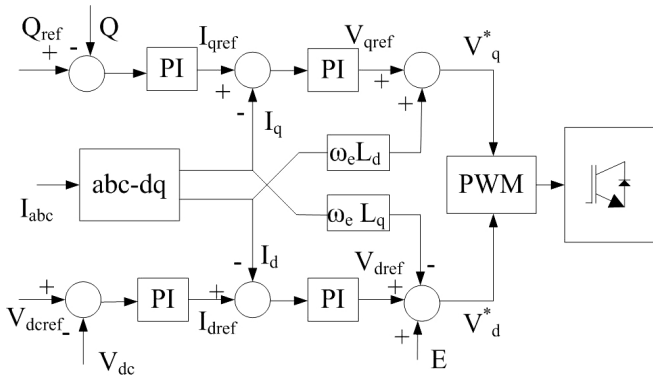 Q_ref + - Q
PI
I_qref + -
PI
V_qref + +
V*_q
I_q
ω_e L_d
abc-dq
I_abc
PWM
ω_e L_q
I_d
V_dcref + -
V_dc
PI
I_dref + -
PI
V_dref + - +
E
V*_d